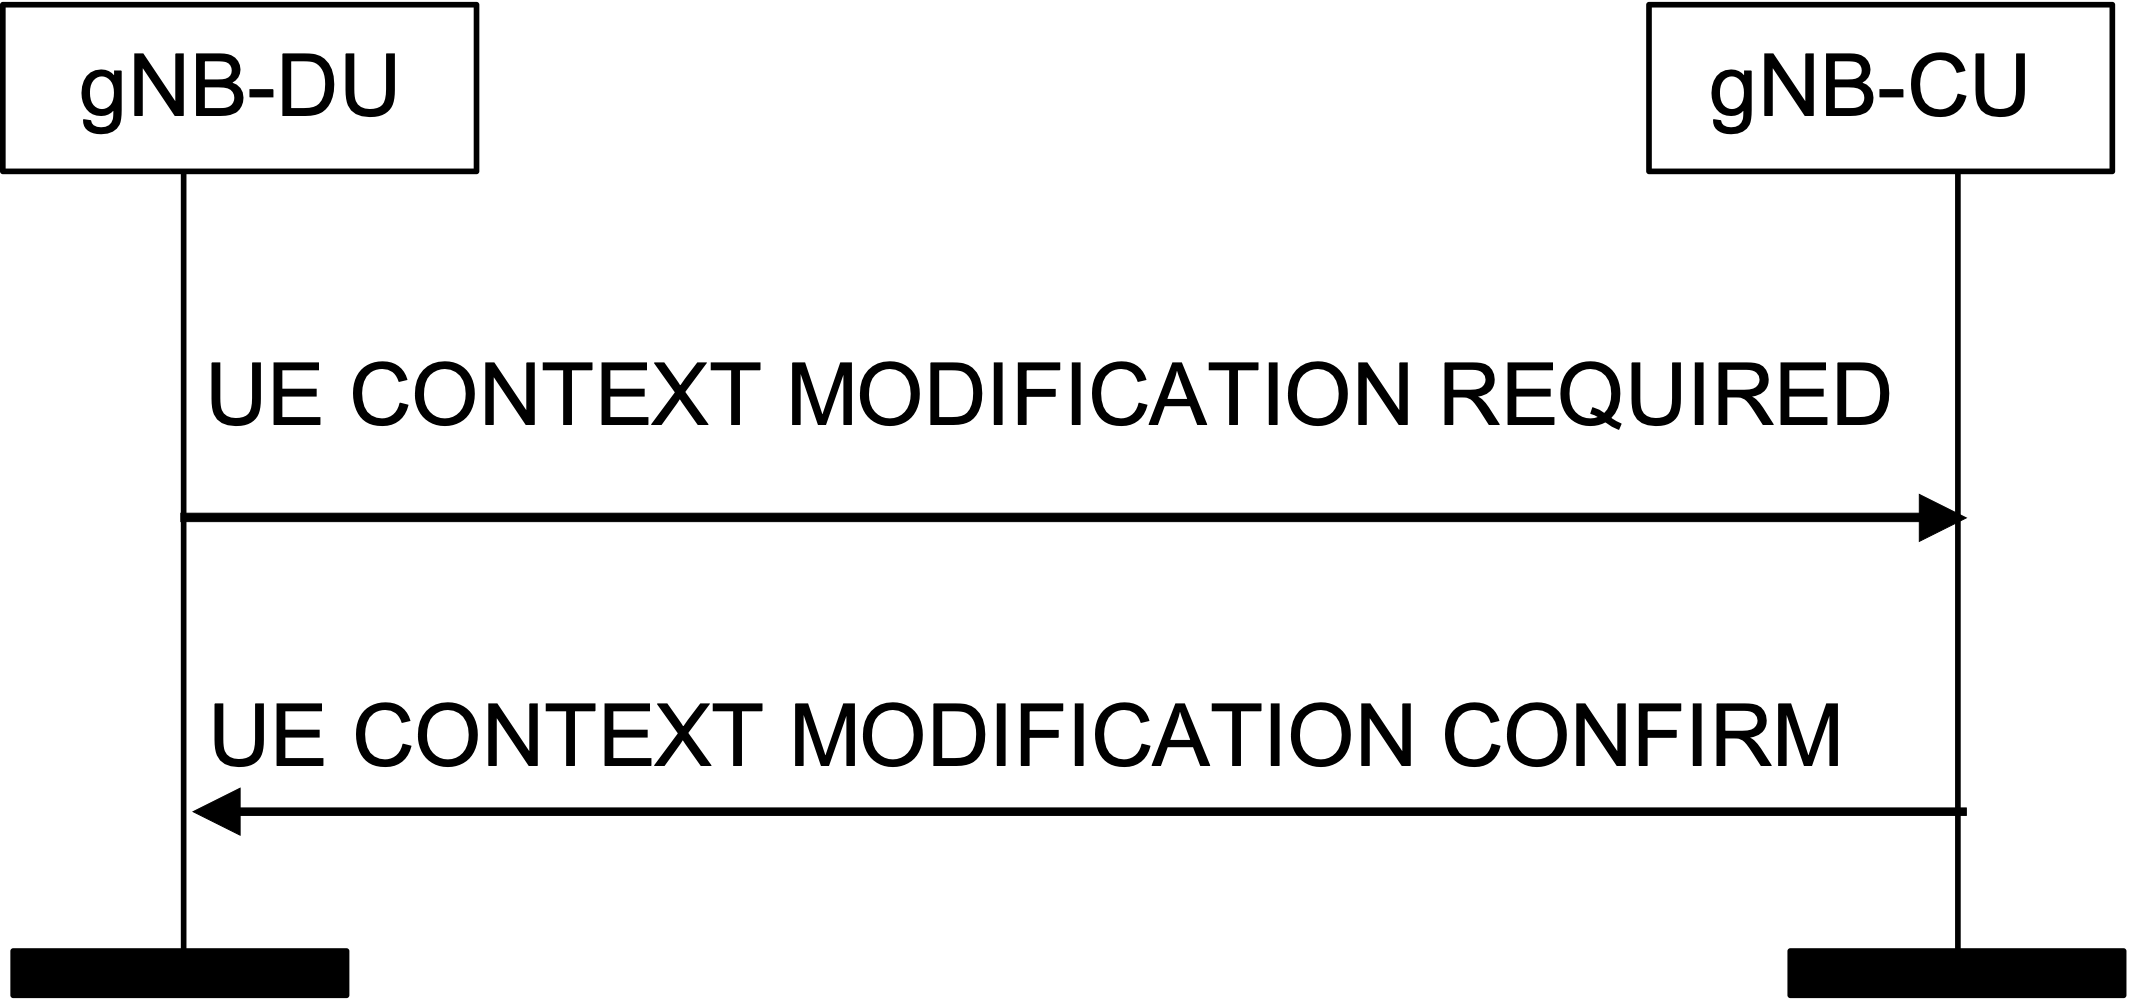 gNB-DU
gNB-CU
UE CONTEXT MODIFICATION REQUIRED
UE CONTEXT MODIFICATION CONFIRM